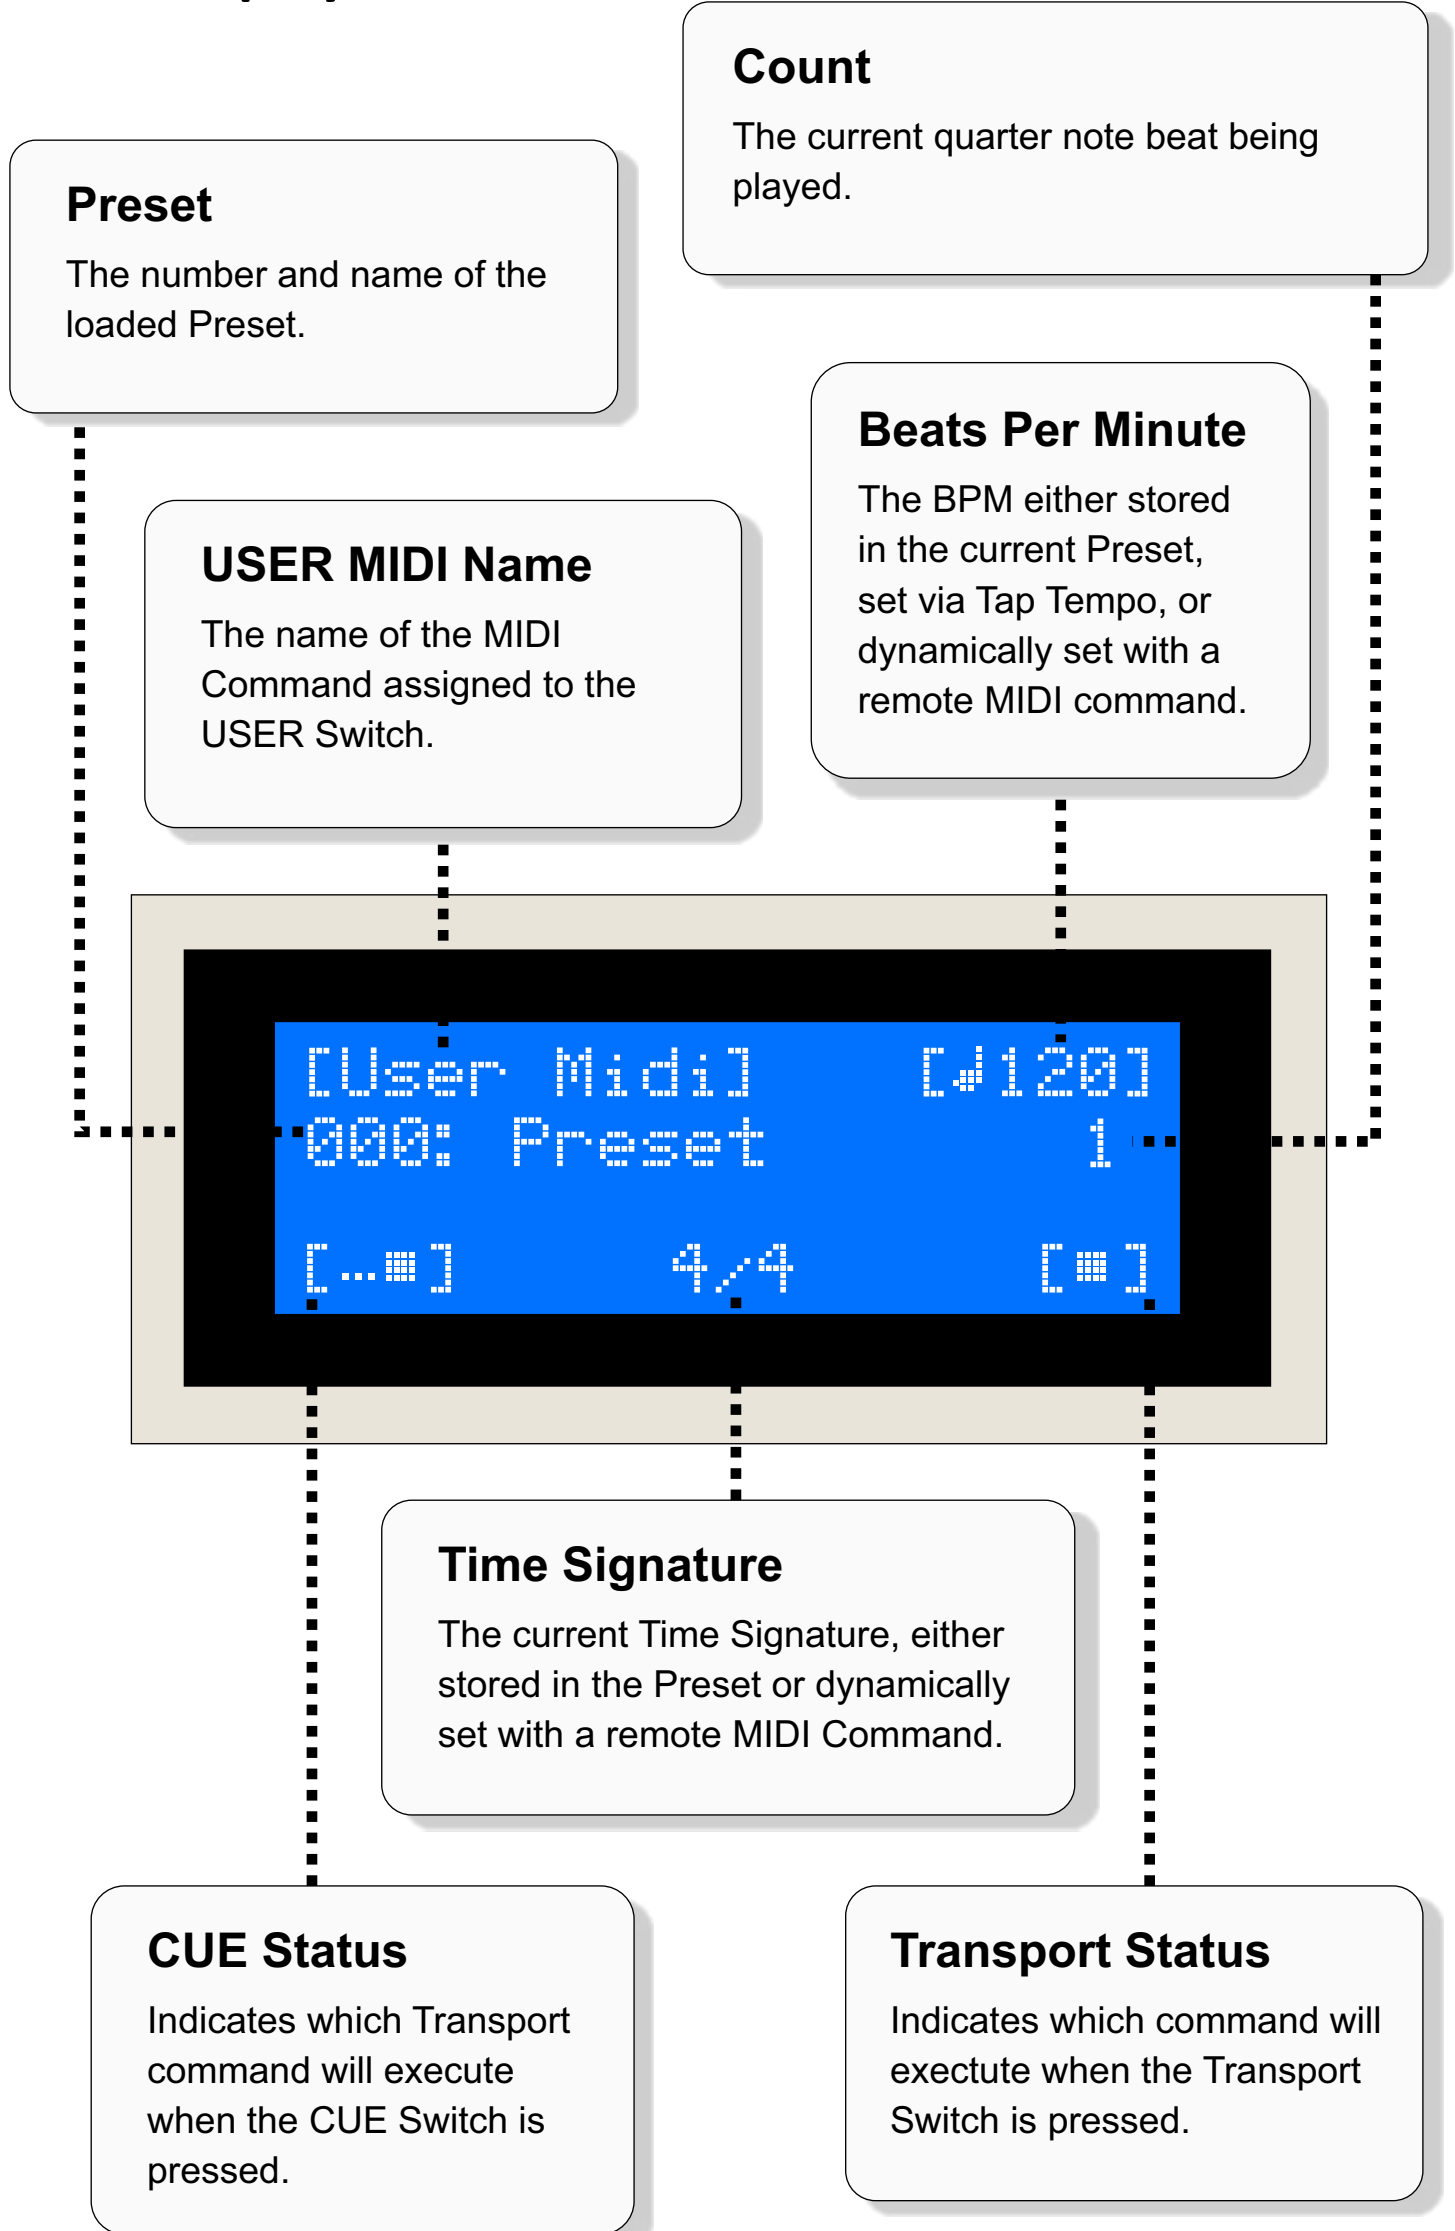 Count
The current quarter note beat being
played.
Preset
The number and name of the
loaded Preset.
Beats Per Minute
The BPM either stored
in the current Preset,
set via Tap Tempo, or
dynamically set with a
remote MIDI command.
USER MIDI Name
The name of the MIDI
Command assigned to the
USER Switch.
[User Midi] [♩120]
000: Preset 1
[…■] 4/4 [■]
Time Signature
The current Time Signature, either
stored in the Preset or dynamically
set with a remote MIDI Command.
CUE Status
Indicates which Transport
command will execute
when the CUE Switch is
pressed.
Transport Status
Indicates which command will
exectute when the Transport
Switch is pressed.